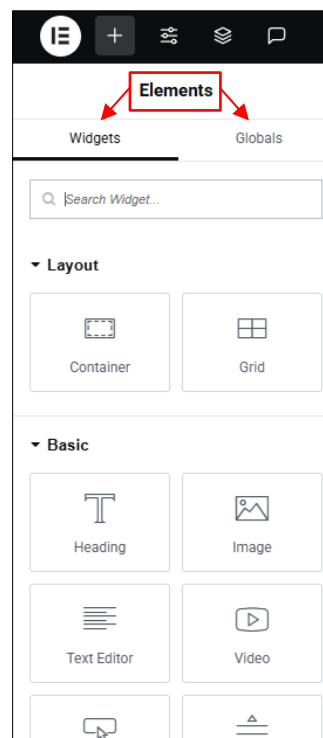 Elements
Widgets Globals
Search Widget...
Layout
Container Grid
Basic
Heading Image
Text Editor Video